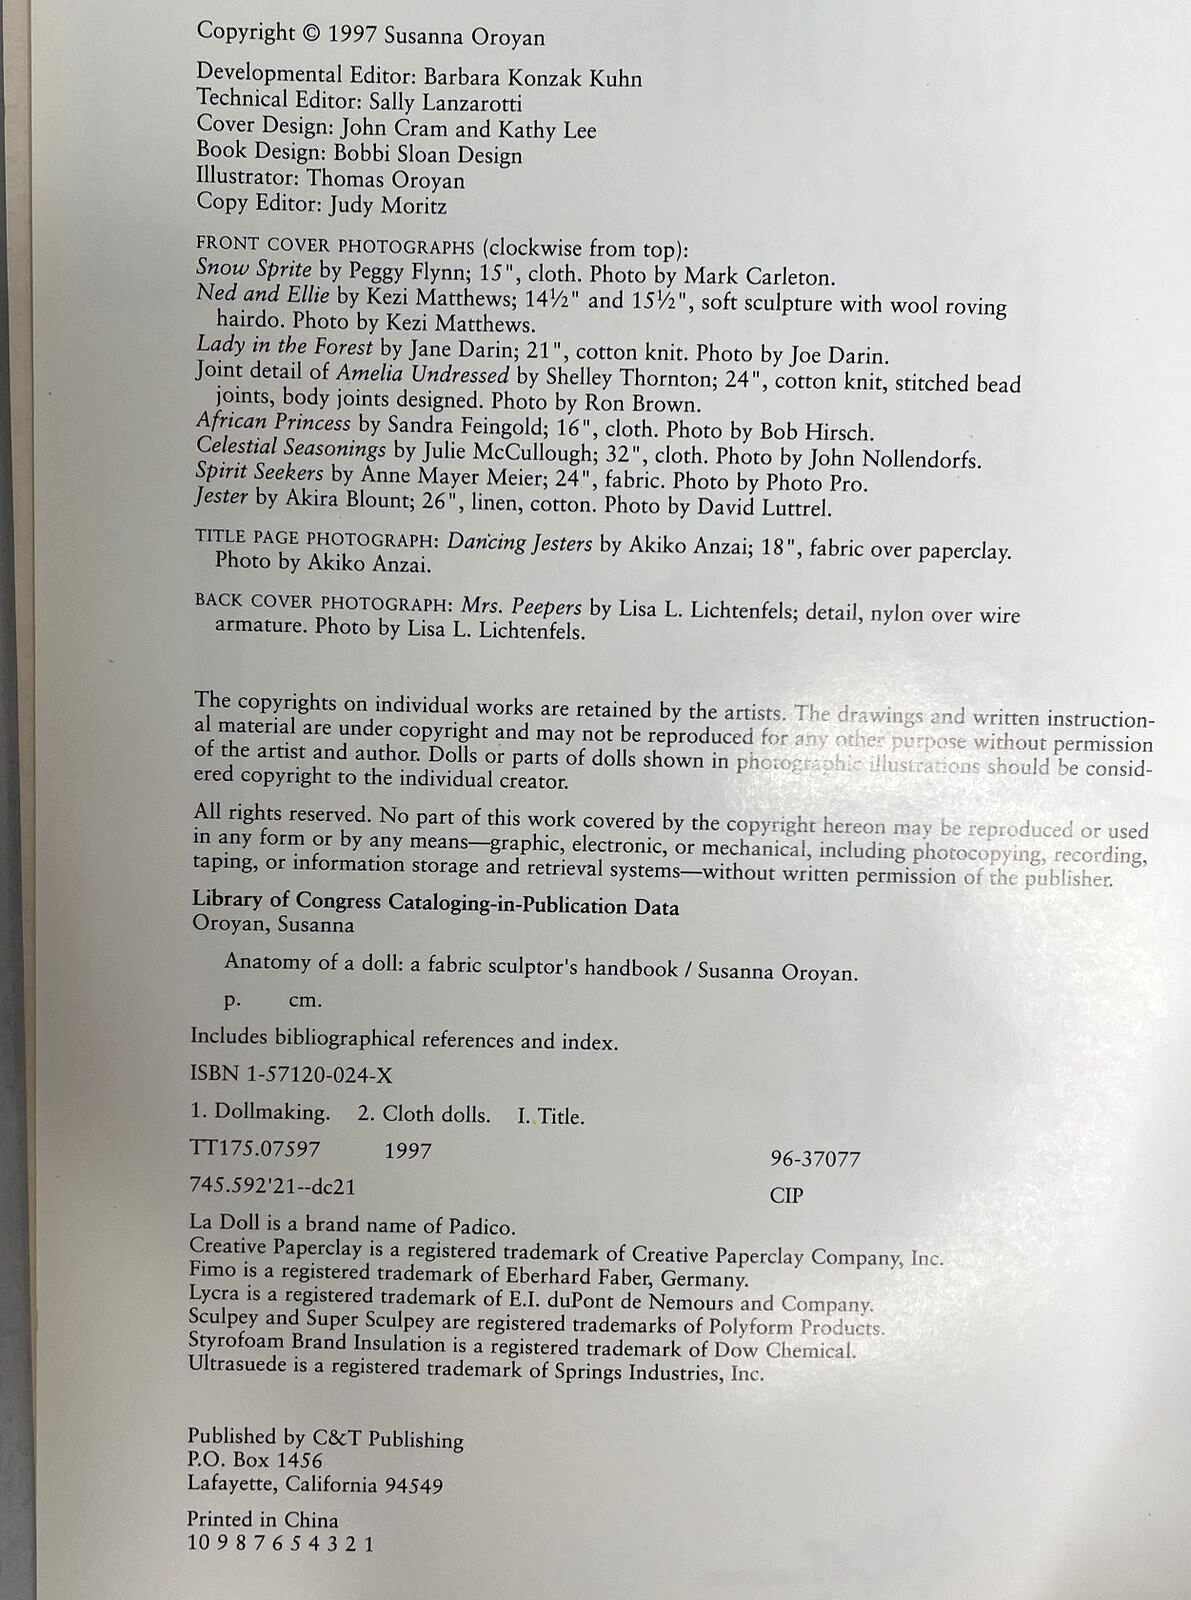 Copyright © 1997 Susanna Oroyan
Developmental Editor: Barbara Konzak Kuhn
Technical Editor: Sally Lanzarotti
Cover Design: John Cram and Kathy Lee
Book Design: Bobbi Sloan Design
Illustrator: Thomas Oroyan
Copy Editor: Judy Moritz
FRONT COVER PHOTOGRAPHS (clockwise from top):
Snow Sprite by Peggy Flynn; 15", cloth. Photo by Mark Carleton.
Ned and Ellie by Kezi Matthews; 14½" and 15½", soft sculpture with wool roving
hairdo. Photo by Kezi Matthews.
Lady in the Forest by Jane Darin; 21", cotton knit. Photo by Joe Darin.
Joint detail of Amelia Undressed by Shelley Thornton; 24", cotton knit, stitched bead
joints, body joints designed. Photo by Ron Brown.
African Princess by Sandra Feingold; 16", cloth. Photo by Bob Hirsch.
Celestial Seasonings by Julie McCullough; 32", cloth. Photo by John Nollendorfs.
Spirit Seekers by Anne Mayer Meier; 24", fabric. Photo by Photo Pro.
Jester by Akira Blount; 26", linen, cotton. Photo by David Luttrel.
TITLE PAGE PHOTOGRAPH: Dancing Jesters by Akiko Anzai; 18", fabric over paperclay.
Photo by Akiko Anzai.
BACK COVER PHOTOGRAPH: Mrs. Peepers by Lisa L. Lichtenfels; detail, nylon over wire
armature. Photo by Lisa L. Lichtenfels.
The copyrights on individual works are retained by the artists. The drawings and written instruction-
al material are under copyright and may not be reproduced for any other purpose without permission
of the artist and author. Dolls or parts of dolls shown in photographic illustrations should be consid-
ered copyright to the individual creator.
All rights reserved. No part of this work covered by the copyright hereon may be reproduced or used
in any form or by any means—graphic, electronic, or mechanical, including photocopying, recording,
taping, or information storage and retrieval systems—without written permission of the publisher.
Library of Congress Cataloging-in-Publication Data
Oroyan, Susanna
Anatomy of a doll: a fabric sculptor's handbook / Susanna Oroyan.
p. cm.
Includes bibliographical references and index.
ISBN 1-57120-024-X
1. Dollmaking. 2. Cloth dolls. I. Title.
TT175.07597 1997 96-37077
745.592'21--dc21 CIP
La Doll is a brand name of Padico.
Creative Paperclay is a registered trademark of Creative Paperclay Company, Inc.
Fimo is a registered trademark of Eberhard Faber, Germany.
Lycra is a registered trademark of E.I. duPont de Nemours and Company.
Sculpey and Super Sculpey are registered trademarks of Polyform Products.
Styrofoam Brand Insulation is a registered trademark of Dow Chemical.
Ultrasuede is a registered trademark of Springs Industries, Inc.
Published by C&T Publishing
P.O. Box 1456
Lafayette, California 94549
Printed in China
10 9 8 7 6 5 4 3 2 1